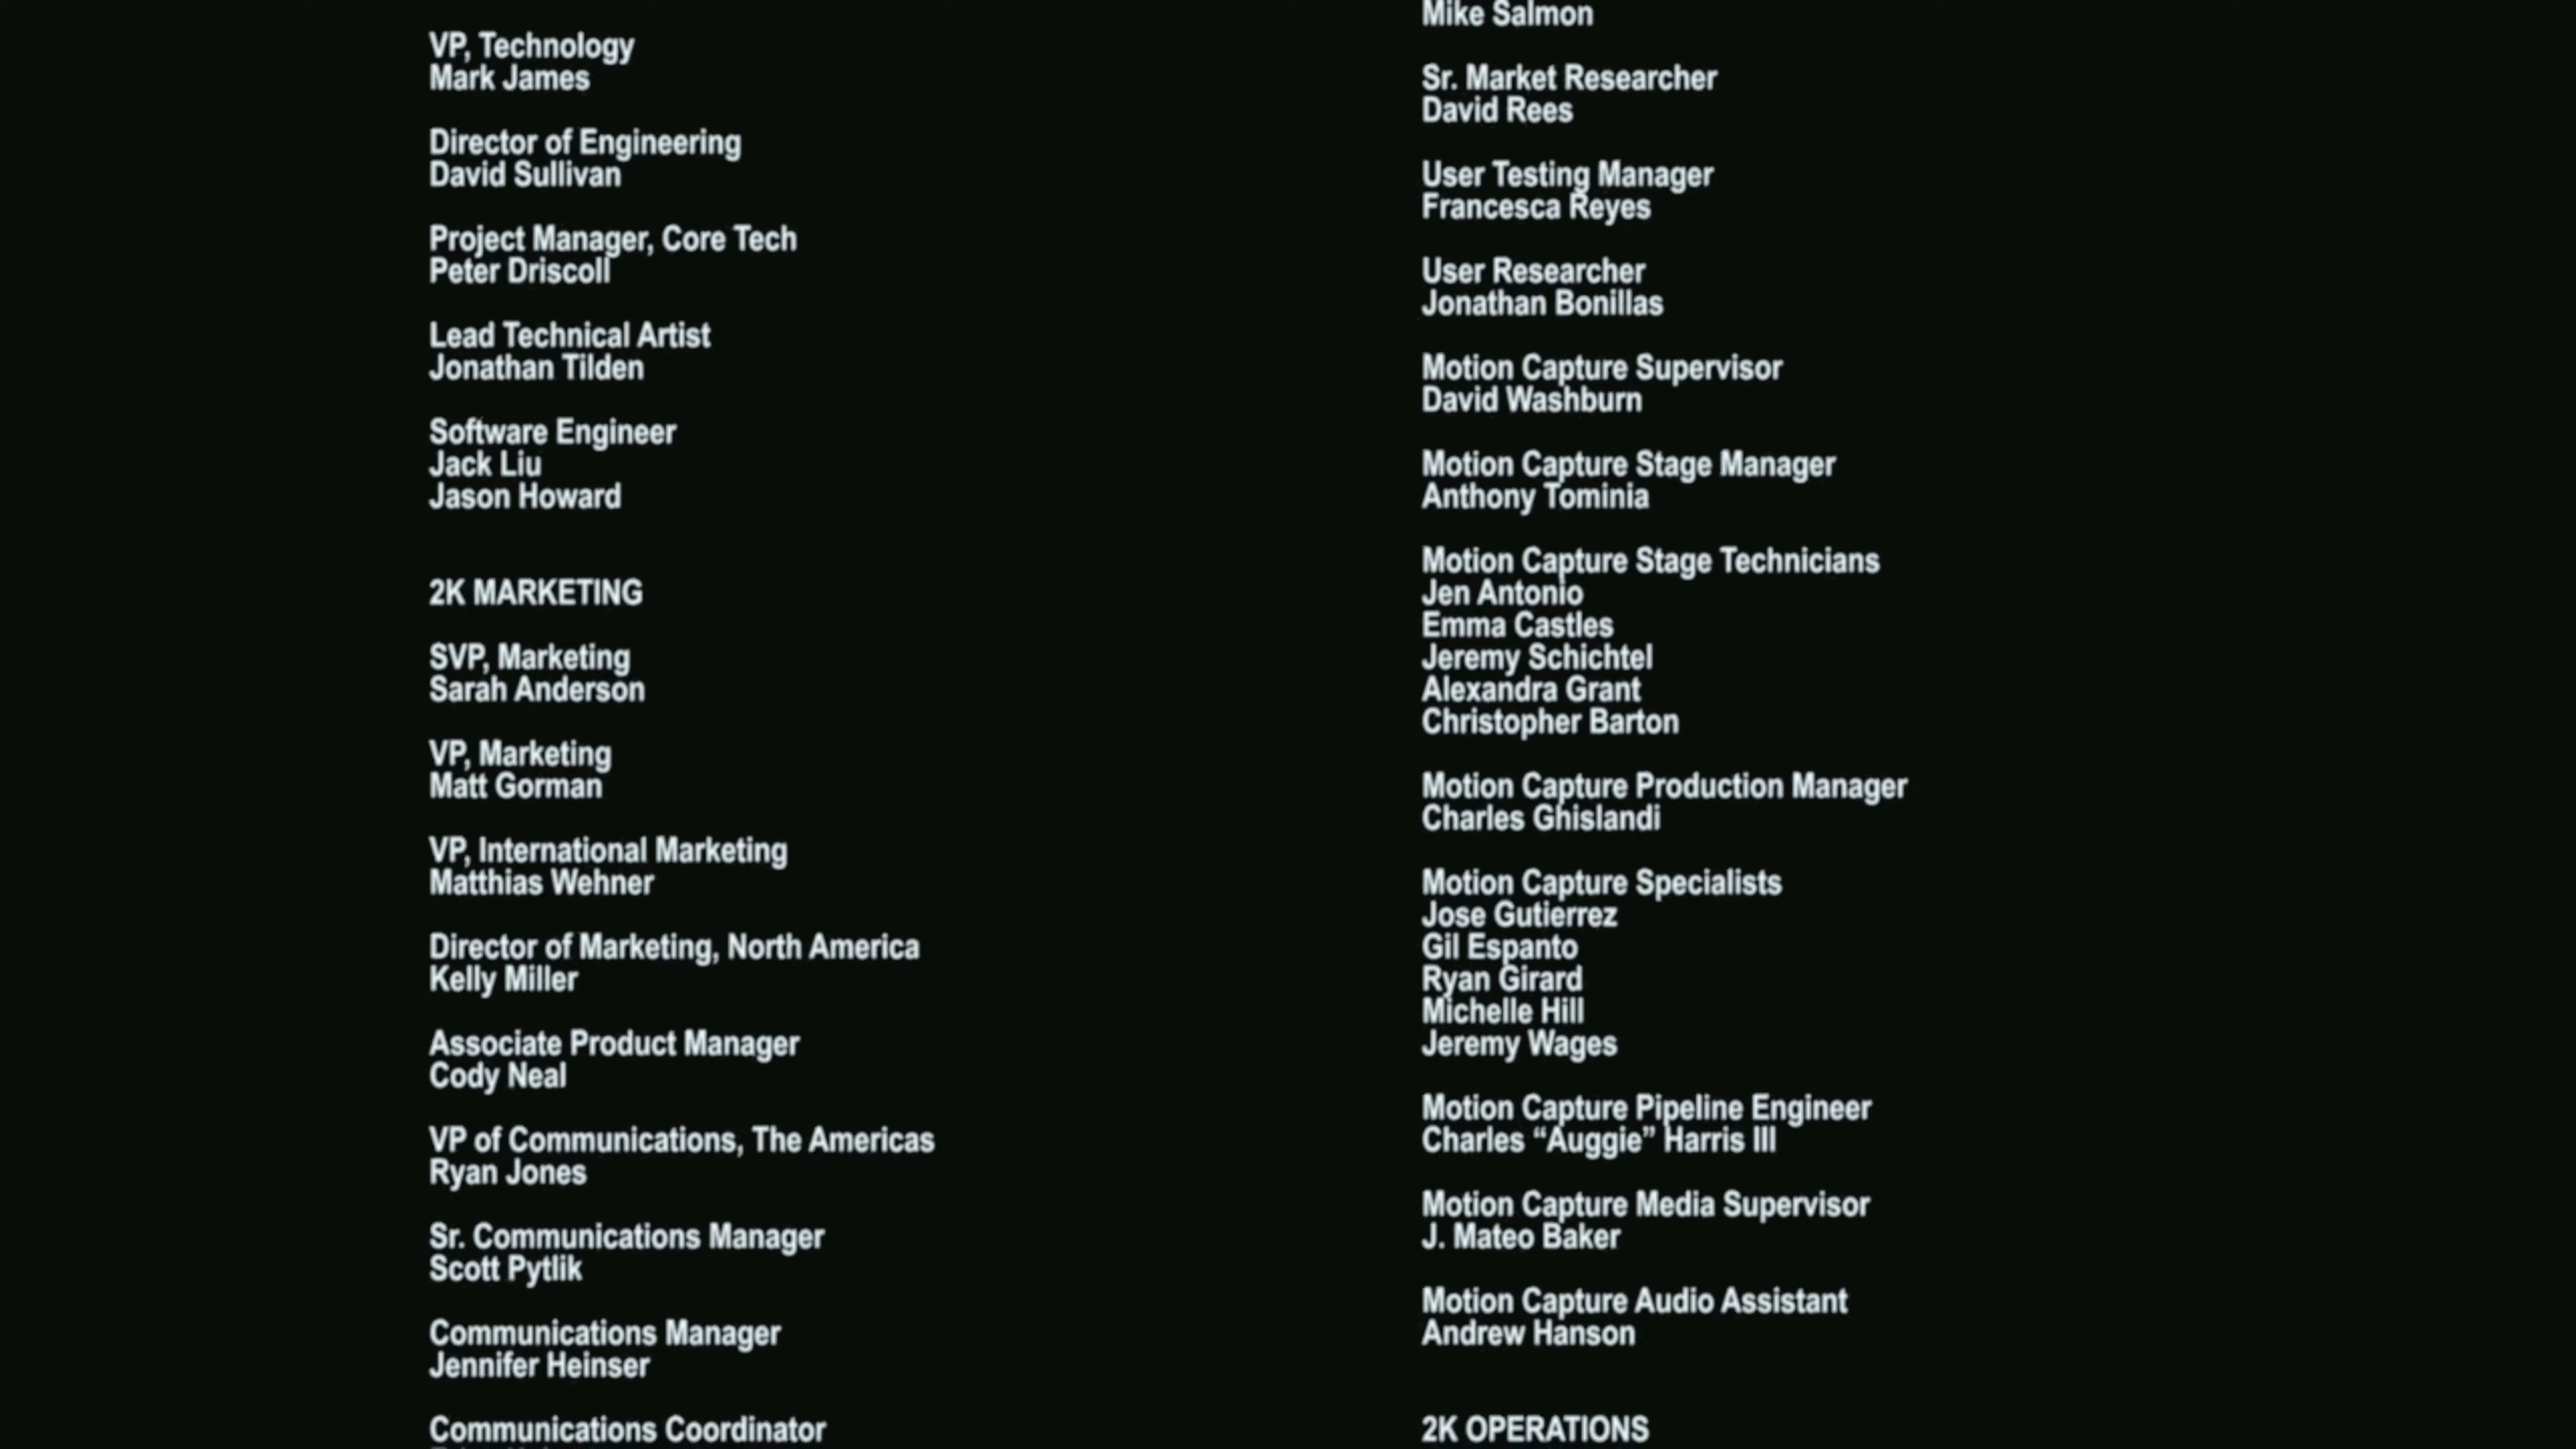 VP, Technology
Mark James
Director of Engineering
David Sullivan
Project Manager, Core Tech
Peter Driscoll
Lead Technical Artist
Jonathan Tilden
Software Engineer
Jack Liu
Jason Howard
2K MARKETING
SVP, Marketing
Sarah Anderson
VP, Marketing
Matt Gorman
VP, International Marketing
Matthias Wehner
Director of Marketing, North America
Kelly Miller
Associate Product Manager
Cody Neal
VP of Communications, The Americas
Ryan Jones
Sr. Communications Manager
Scott Pytlik
Communications Manager
Jennifer Heinser
Communications Coordinator
Mike Salmon
Sr. Market Researcher
David Rees
User Testing Manager
Francesca Reyes
User Researcher
Jonathan Bonillas
Motion Capture Supervisor
David Washburn
Motion Capture Stage Manager
Anthony Tominia
Motion Capture Stage Technicians
Jen Antonio
Emma Castles
Jeremy Schichtel
Alexandra Grant
Christopher Barton
Motion Capture Production Manager
Charles Ghislandi
Motion Capture Specialists
Jose Gutierrez
Gil Espanto
Ryan Girard
Michelle Hill
Jeremy Wages
Motion Capture Pipeline Engineer
Charles “Auggie” Harris III
Motion Capture Media Supervisor
J. Mateo Baker
Motion Capture Audio Assistant
Andrew Hanson
2K OPERATIONS